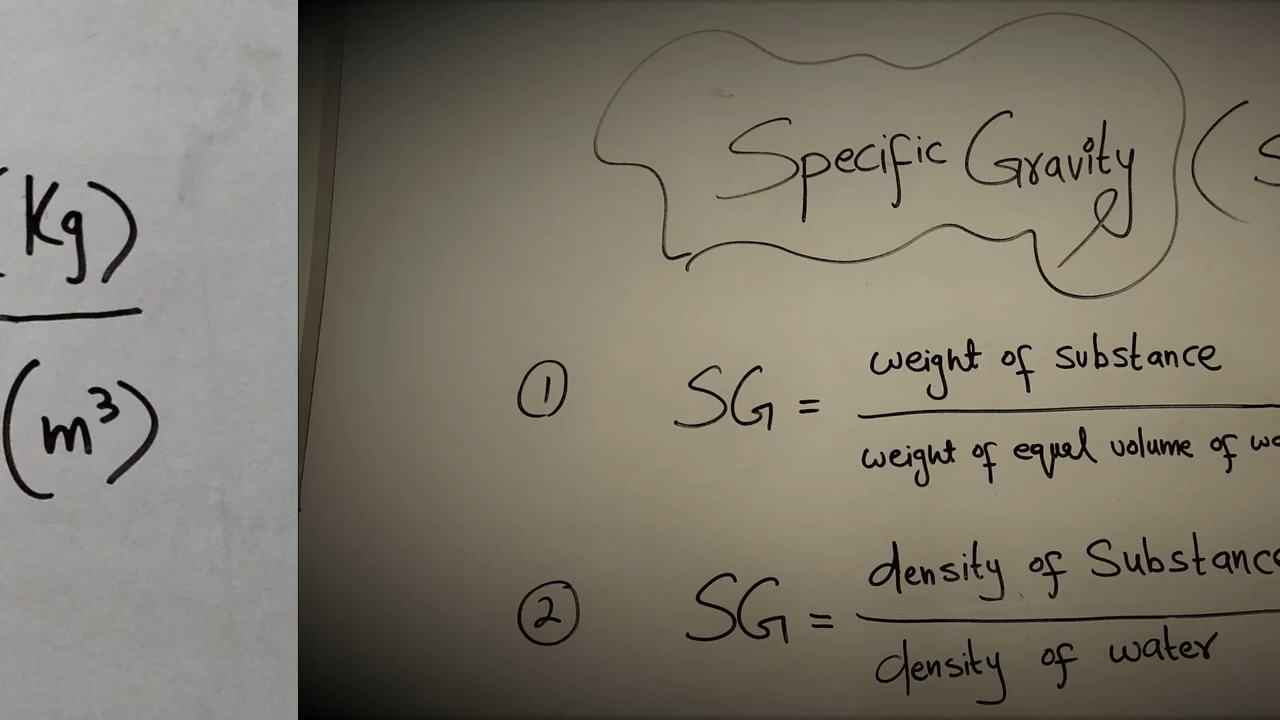 (Kg)
(m³)
Specific Gravity (S
① SG = weight of substance
weight of equal volume of
② SG = density of Substance
density of water